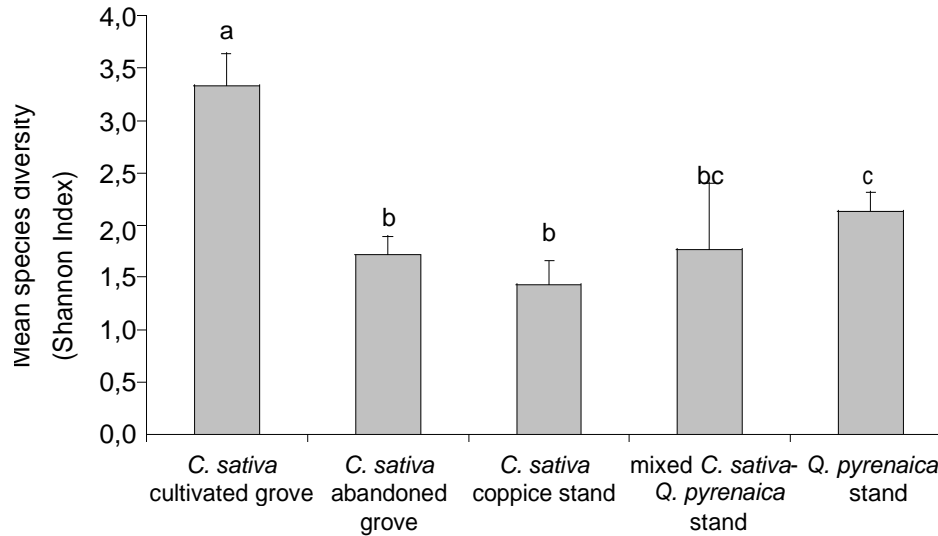 Mean species diversity
(Shannon Index)
4,0
3,5
3,0
2,5
2,0
1,5
1,0
0,5
0,0
a
b
b
bc
c
C. sativa
cultivated grove
C. sativa
abandoned
grove
C. sativa
coppice stand
mixed C. sativa-
Q. pyrenaica
stand
Q. pyrenaica
stand